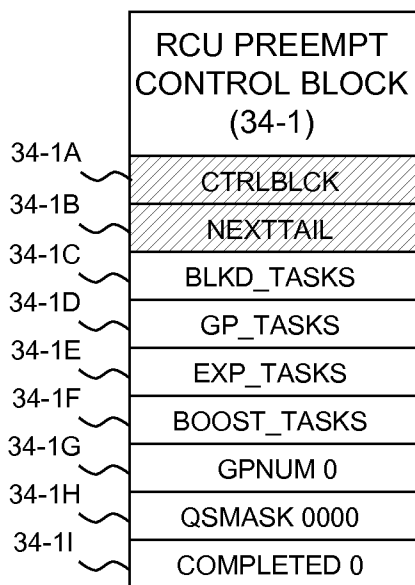 RCU PREEMPT
CONTROL BLOCK
(34-1)
34-1A
CTRLBLCK
34-1B
NEXTTAIL
34-1C
BLKD_TASKS
34-1D
GP_TASKS
34-1E
EXP_TASKS
34-1F
BOOST_TASKS
34-1G
GPNUM 0
34-1H
QSMASK 0000
34-1I
COMPLETED 0